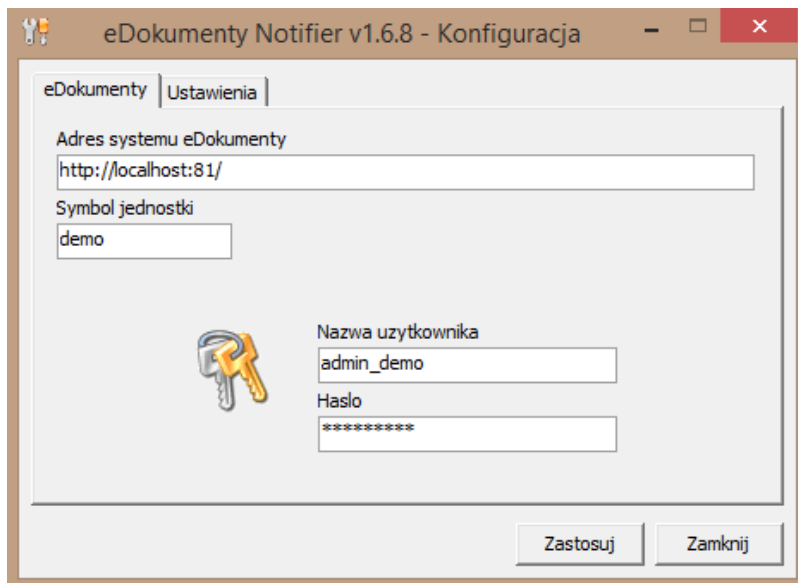 eDokumenty Notifier v1.6.8 - Konfiguracja
eDokumenty Ustawienia
Adres systemu eDokumenty
http://localhost:81/
Symbol jednostki
demo
Nazwa uzytkownika
admin_demo
Haslo
*********
Zastosuj Zamknij